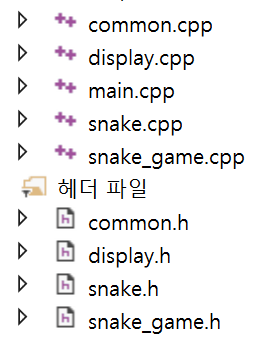 common.cpp
display.cpp
main.cpp
snake.cpp
snake_game.cpp
헤더 파일
common.h
display.h
snake.h
snake_game.h